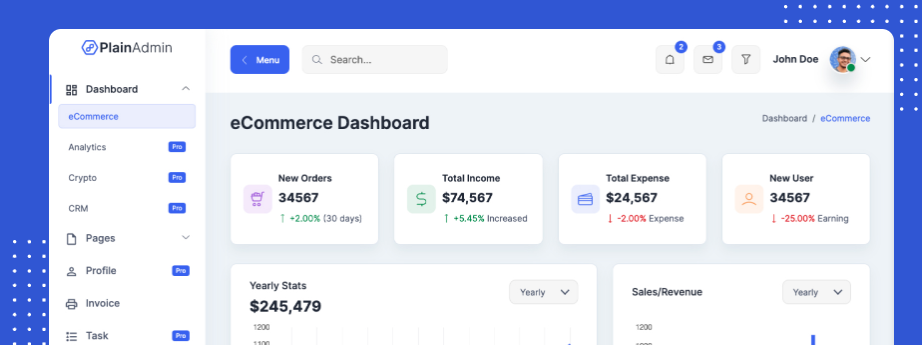 PlainAdmin
Menu
Search...
2
3
John Doe
Dashboard
eCommerce
Analytics Pro
Crypto Pro
CRM Pro
Pages
Profile Pro
Invoice
Task Pro
eCommerce Dashboard
Dashboard / eCommerce
New Orders
34567
↑ +2.00% (30 days)
Total Income
$74,567
↑ +5.45% Increased
Total Expense
$24,567
↓ -2.00% Expense
New User
34567
↓ -25.00% Earning
Yearly Stats
$245,479
Yearly
1200
1100
Sales/Revenue
Yearly
1200